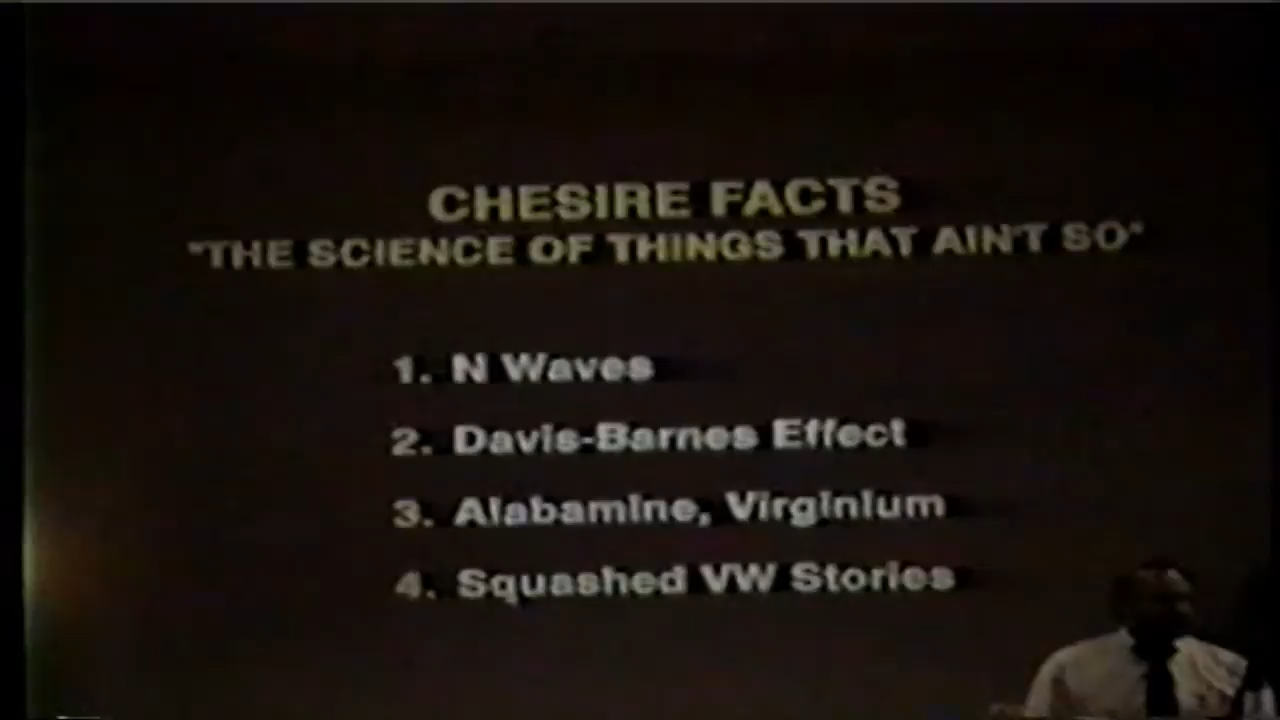 CHESIRE FACTS
"THE SCIENCE OF THINGS THAT AIN'T SO"
1. N Waves
2. Davis-Barnes Effect
3. Alabamine, Virginium
4. Squashed VW Stories